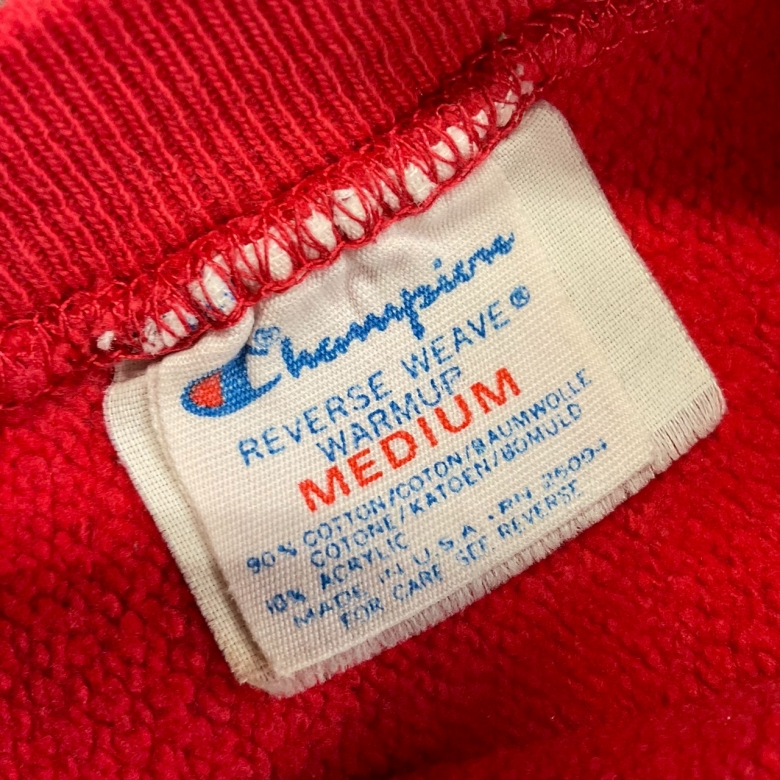 Champion
REVERSE WEAVE®
WARMUP
MEDIUM
90% COTTON/COTON/BAUMWOLLE
COTONE/KATOEN/BOMULD
10% ACRYLIC
MADE IN U.S.A. · RN 26094
FOR CARE SEE REVERSE